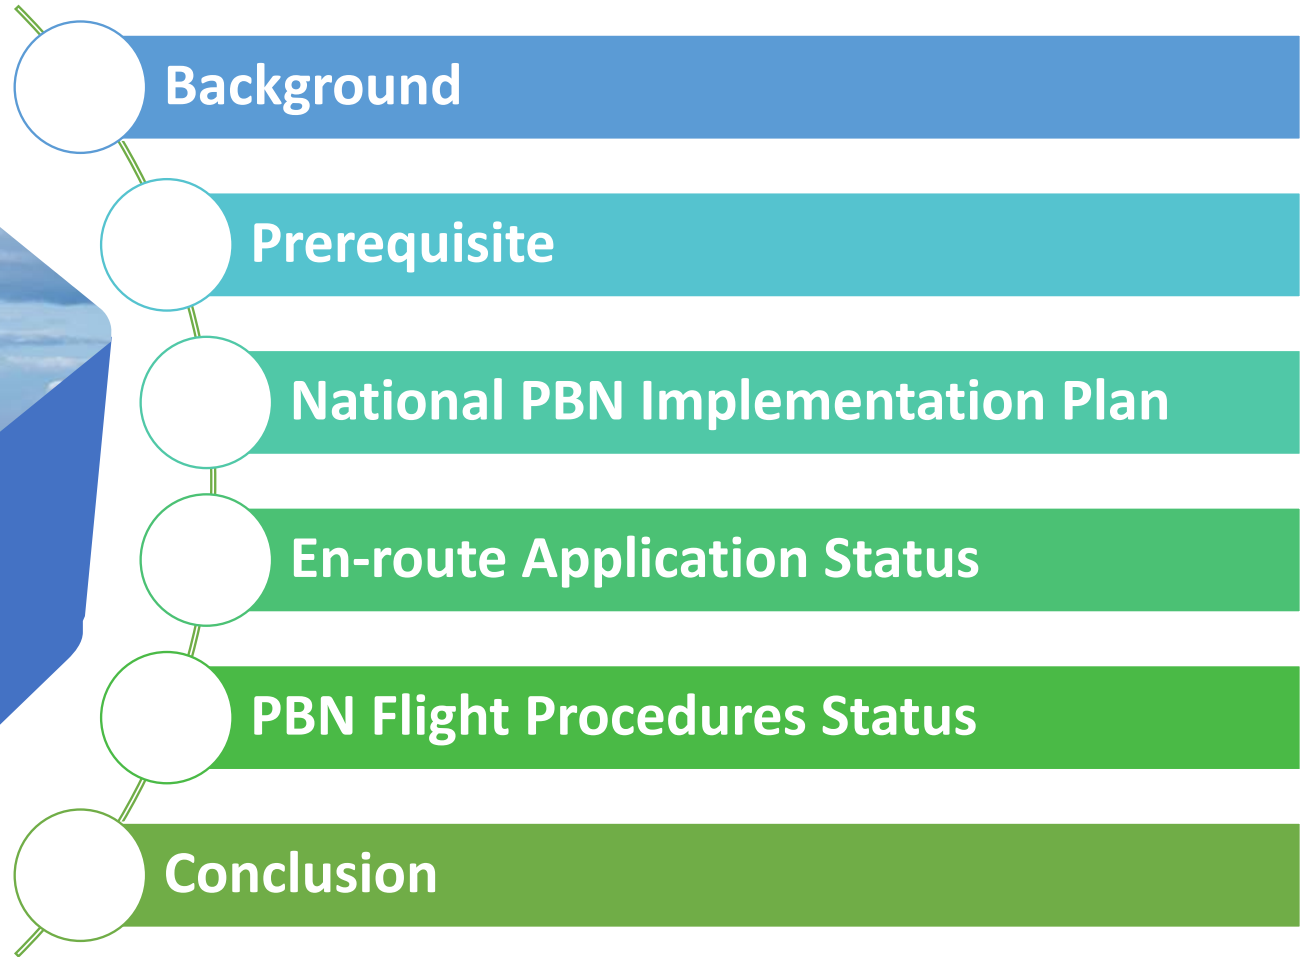 Background
Prerequisite
National PBN Implementation Plan
En-route Application Status
PBN Flight Procedures Status
Conclusion